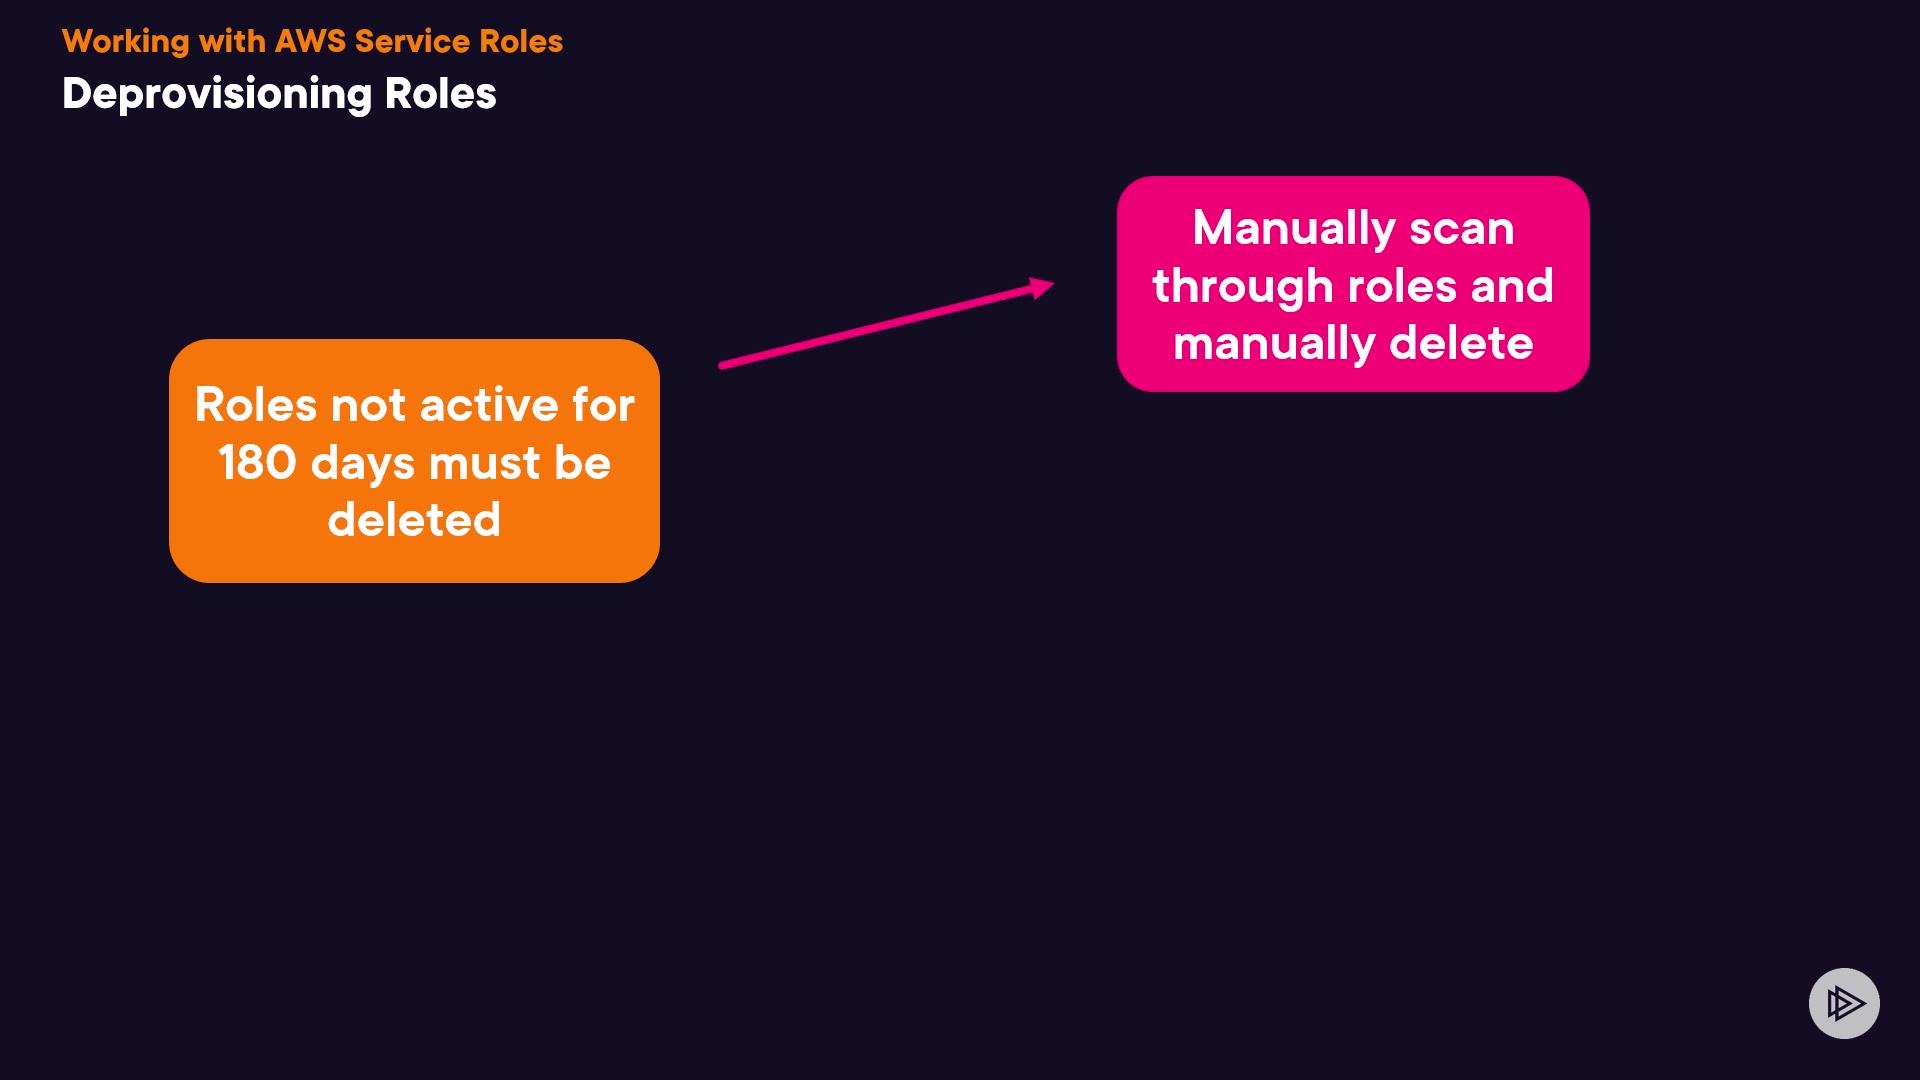 Working with AWS Service Roles
Deprovisioning Roles
Manually scan
through roles and
manually delete
Roles not active for
180 days must be
deleted